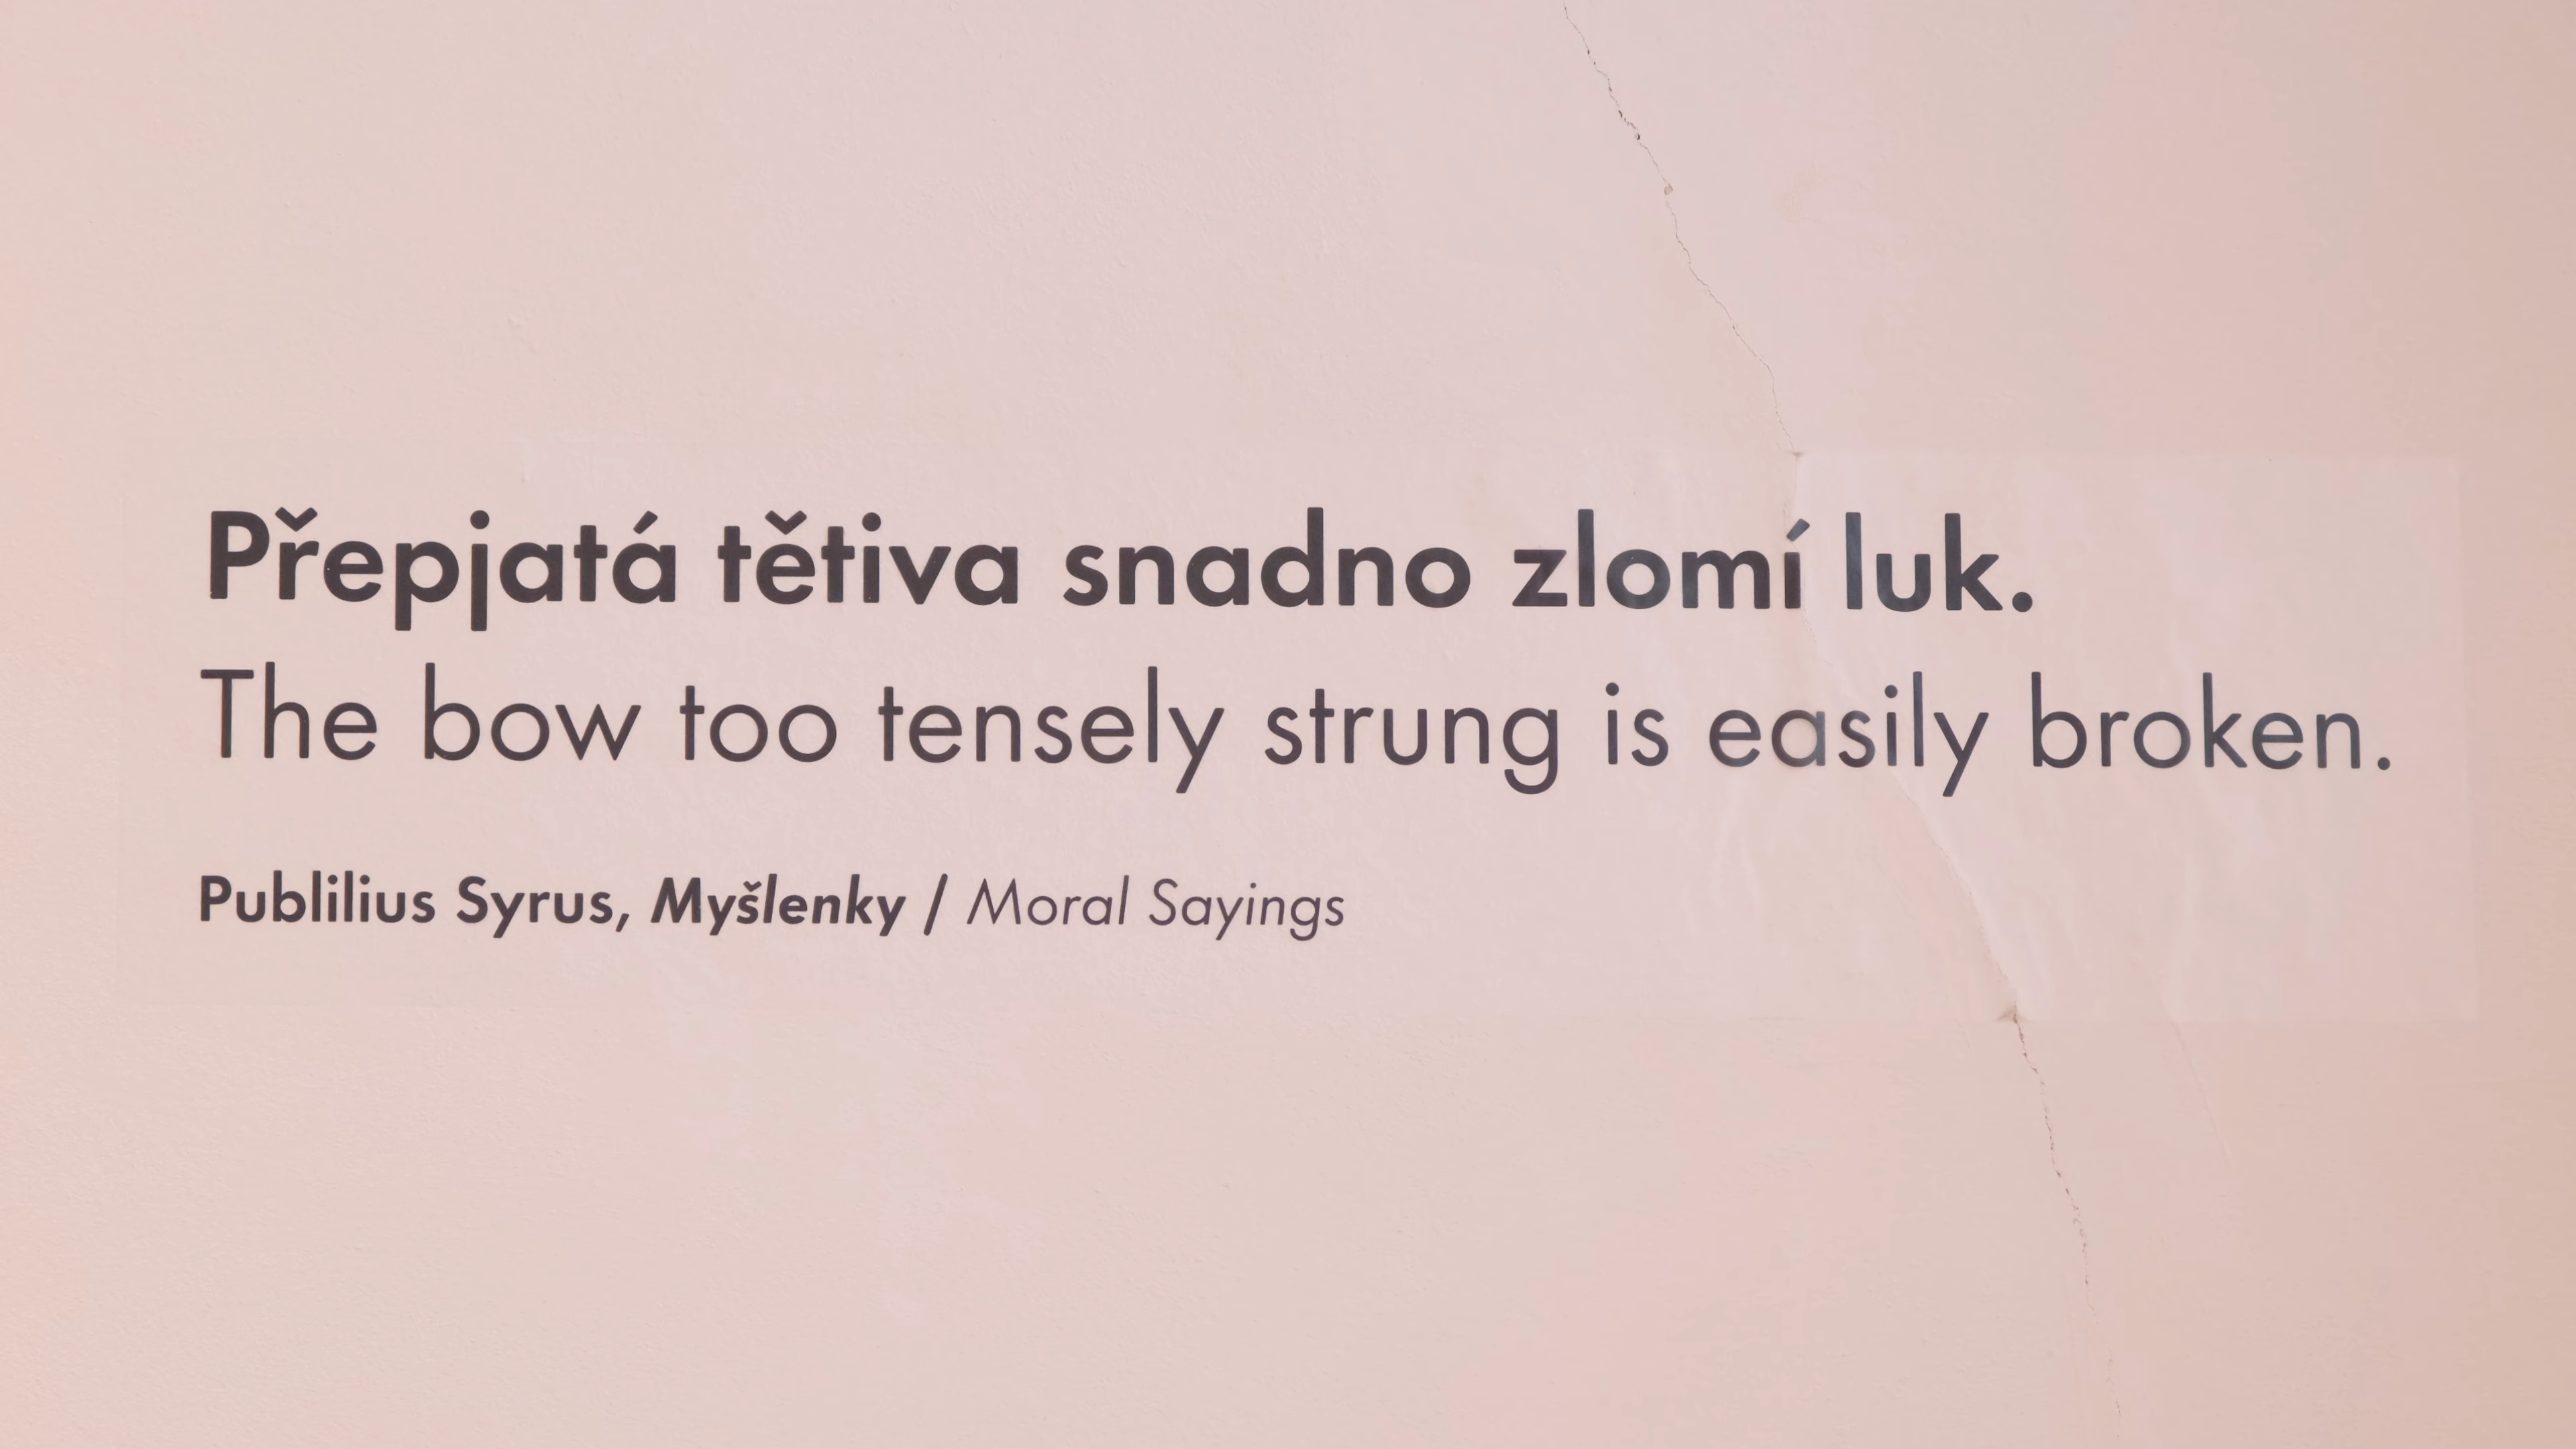 Přepjatá tětiva snadno zlomí luk.
The bow too tensely strung is easily broken.
Publilius Syrus, Myšlenky / Moral Sayings